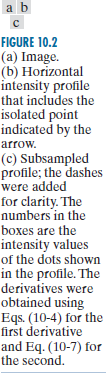 a b
c
FIGURE 10.2
(a) Image.
(b) Horizontal
intensity profile
that includes the
isolated point
indicated by the
arrow.
(c) Subsampled
profile; the dashes
were added
for clarity. The
numbers in the
boxes are the
intensity values
of the dots shown
in the profile. The
derivatives were
obtained using
Eqs. (10-4) for the
first derivative
and Eq. (10-7) for
the second.